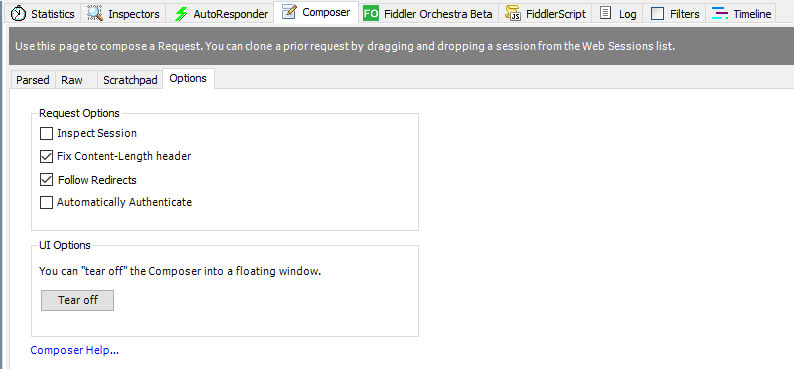 Statistics Inspectors AutoResponder Composer FO Fiddler Orchestra Beta JS FiddlerScript Log Filters Timeline
Use this page to compose a Request. You can clone a prior request by dragging and dropping a session from the Web Sessions list.
Parsed Raw Scratchpad Options
Request Options
Inspect Session
Fix Content-Length header
Follow Redirects
Automatically Authenticate
UI Options
You can "tear off" the Composer into a floating window.
Tear off
Composer Help...